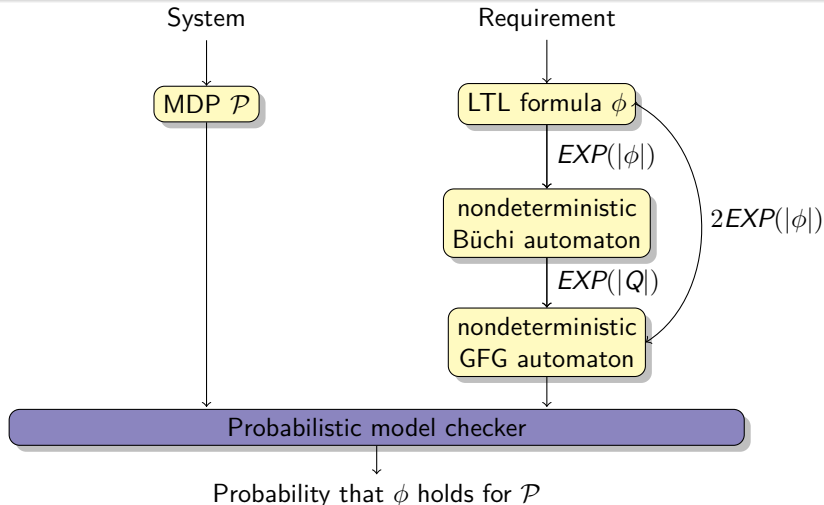 System
Requirement
MDP 𝒫
LTL formula ϕ
EXP(|ϕ|)
nondeterministic
Büchi automaton
2EXP(|ϕ|)
EXP(|Q|)
nondeterministic
GFG automaton
Probabilistic model checker
Probability that ϕ holds for 𝒫